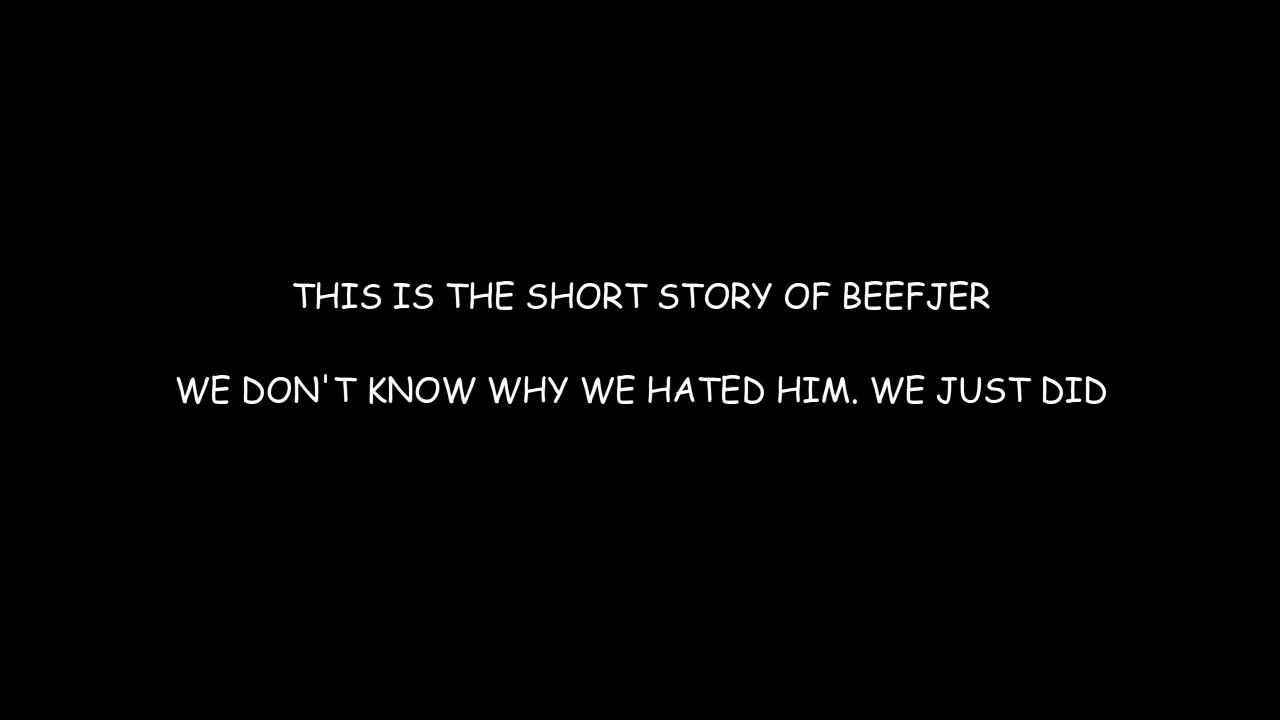 THIS IS THE SHORT STORY OF BEEFJER
WE DON'T KNOW WHY WE HATED HIM. WE JUST DID